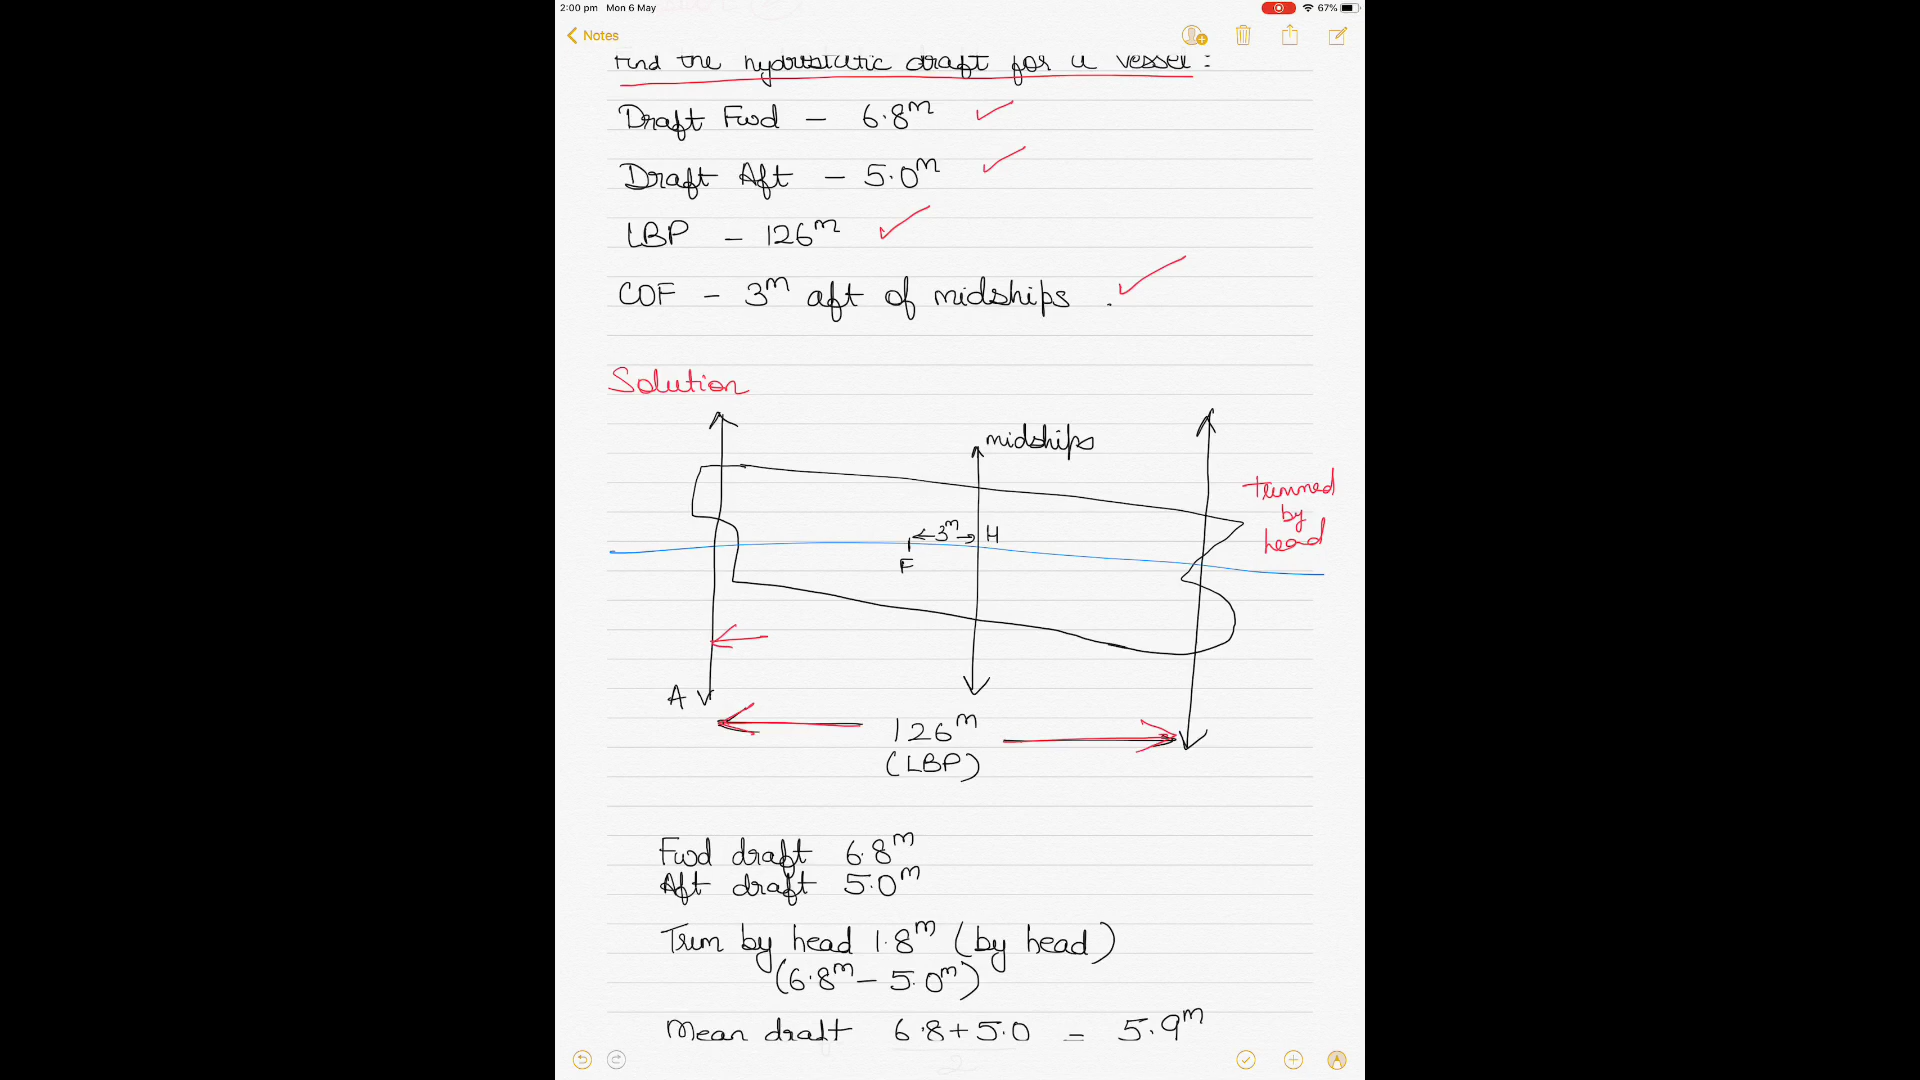 2:00 pm Mon 6 May
67%
Notes
Find the hydrostatic draft for a vessel :
Draft Fwd - 6.8m
Draft Aft - 5.0m
LBP - 126m
COF - 3m aft of midships .
Solution
midships
trimmed
by
head
3m H
F
A
126m
(LBP)
Fwd draft 6.8m
Aft draft 5.0m
Trim by head 1.8m (by head)
(6.8m - 5.0m)
Mean draft 6.8+5.0 = 5.9m
2